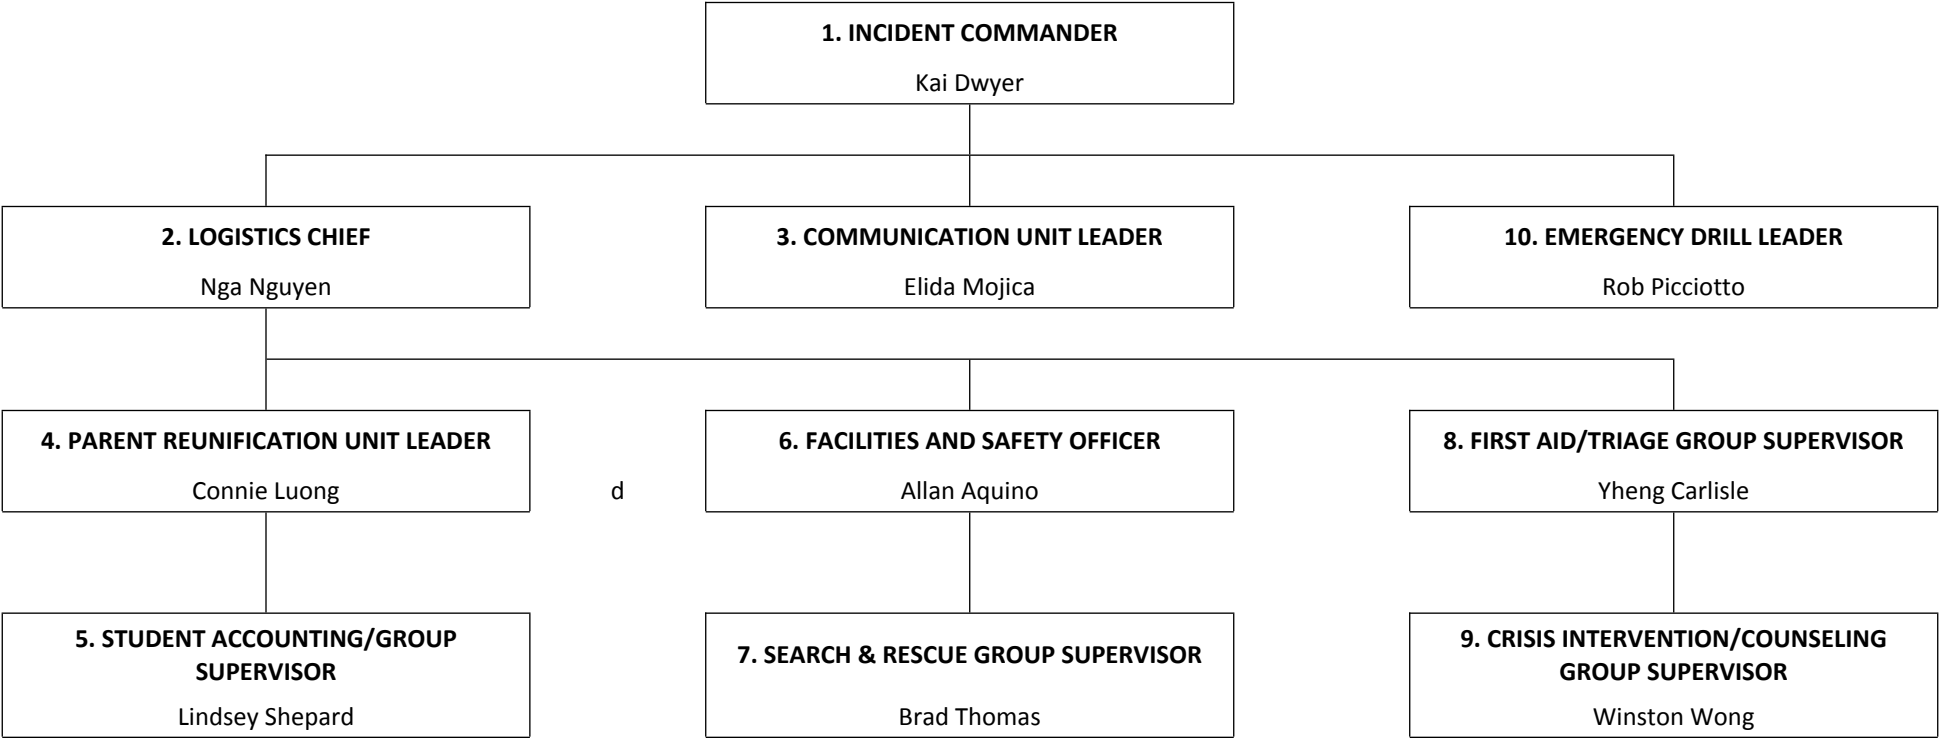 1. INCIDENT COMMANDER
Kai Dwyer
2. LOGISTICS CHIEF
Nga Nguyen
3. COMMUNICATION UNIT LEADER
Elida Mojica
10. EMERGENCY DRILL LEADER
Rob Picciotto
4. PARENT REUNIFICATION UNIT LEADER
Connie Luong
d
6. FACILITIES AND SAFETY OFFICER
Allan Aquino
8. FIRST AID/TRIAGE GROUP SUPERVISOR
Yheng Carlisle
5. STUDENT ACCOUNTING/GROUP
SUPERVISOR
Lindsey Shepard
7. SEARCH & RESCUE GROUP SUPERVISOR
Brad Thomas
9. CRISIS INTERVENTION/COUNSELING
GROUP SUPERVISOR
Winston Wong